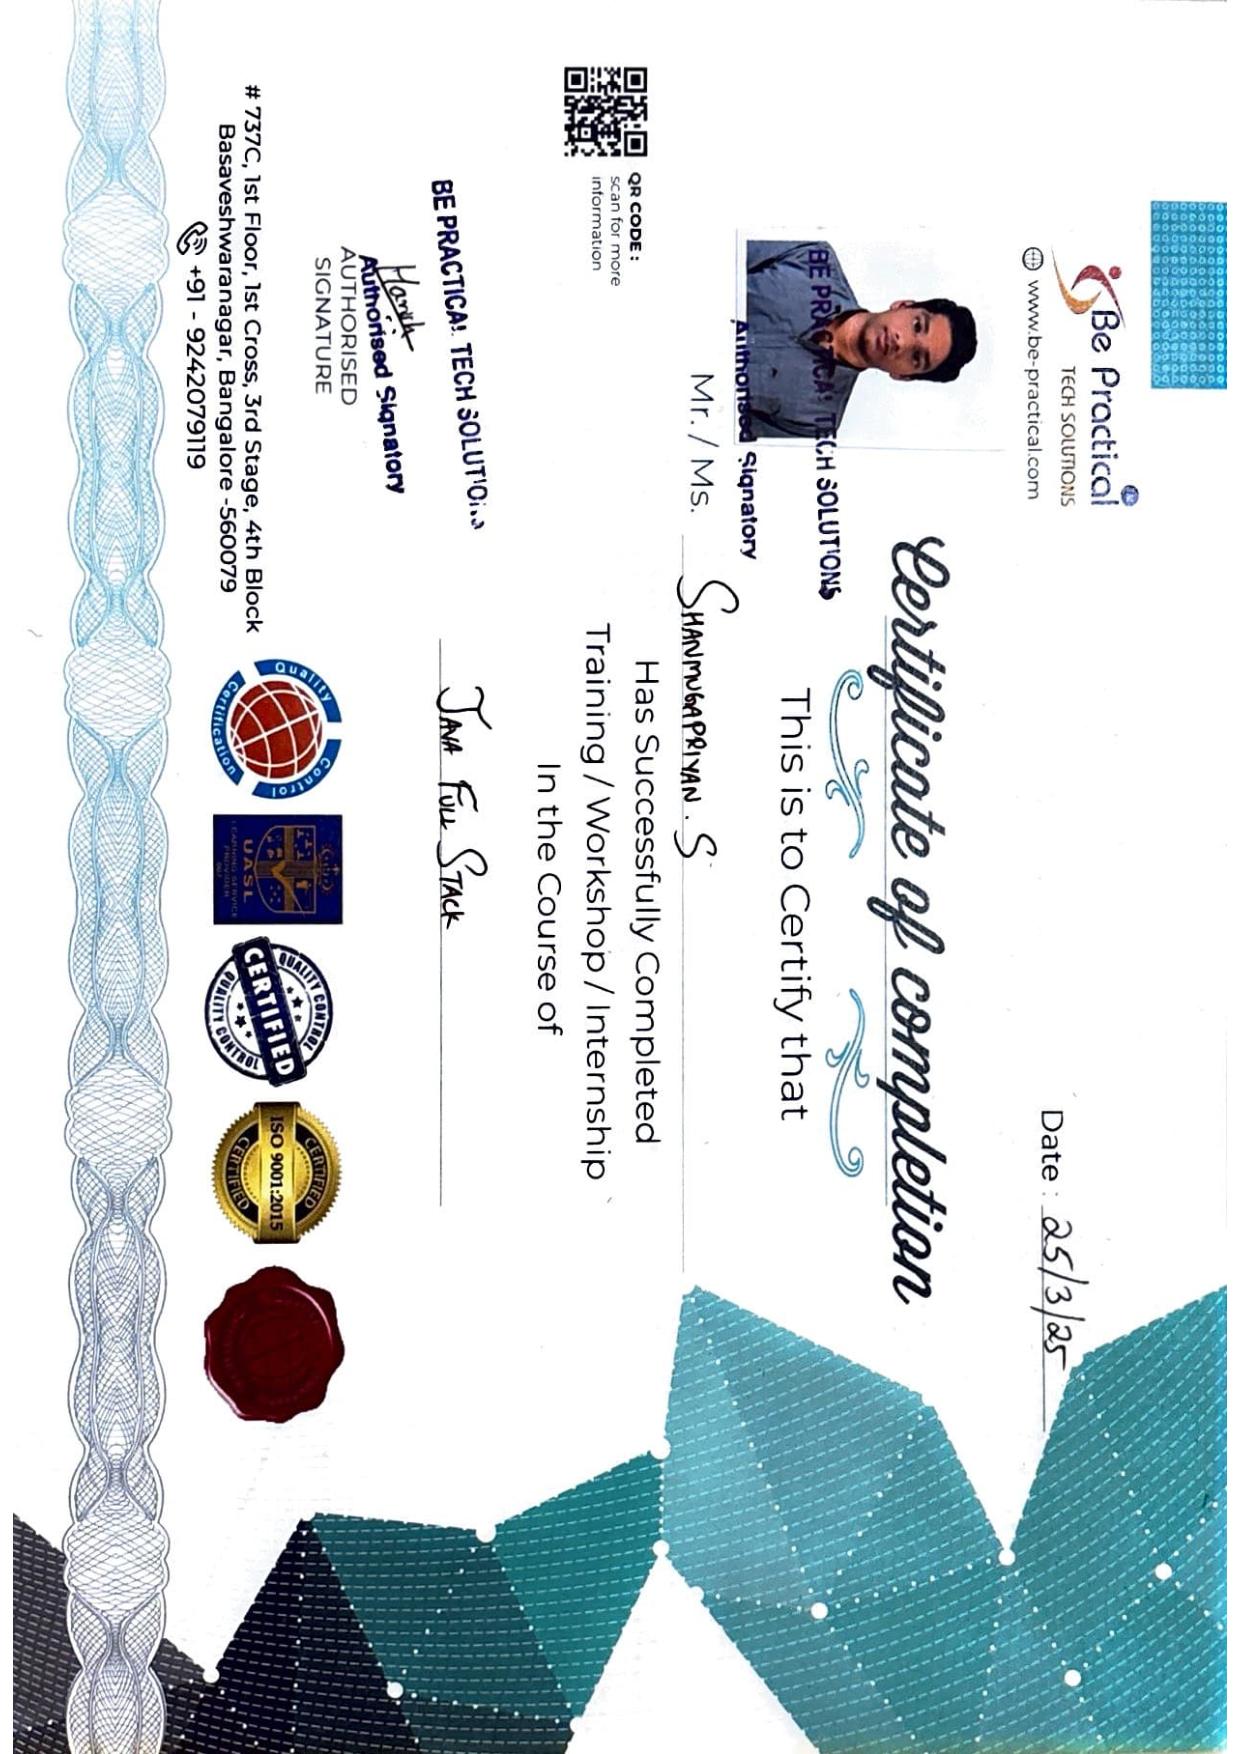 Be Practical
TM
TECH SOLUTIONS
www.be-practical.com
Date : 25/3/25
Certificate of completion
BE PRACTICAL TECH SOLUTIONS
Authorised Signatory
This is to Certify that
Mr. / Ms. SHANMUGAPRIYAN . S
Has Successfully Completed
Training / Workshop / Internship
In the Course of
JAVA FULL STACK
QR CODE :
scan for more
information
BE PRACTICAL TECH SOLUTIONS
Harish
Authorised Signatory
AUTHORISED
SIGNATURE
# 737C, 1st Floor, 1st Cross, 3rd Stage, 4th Block
Basaveshwaranagar, Bangalore -560079
+91 - 9242079119
Quality Control
Certification
UASL
LEARNING SERVICE
PROVIDER
QUALITY CONTROL
CERTIFIED
QUALITY CONTROL
CERTIFIED
ISO 9001:2015
CERTIFIED